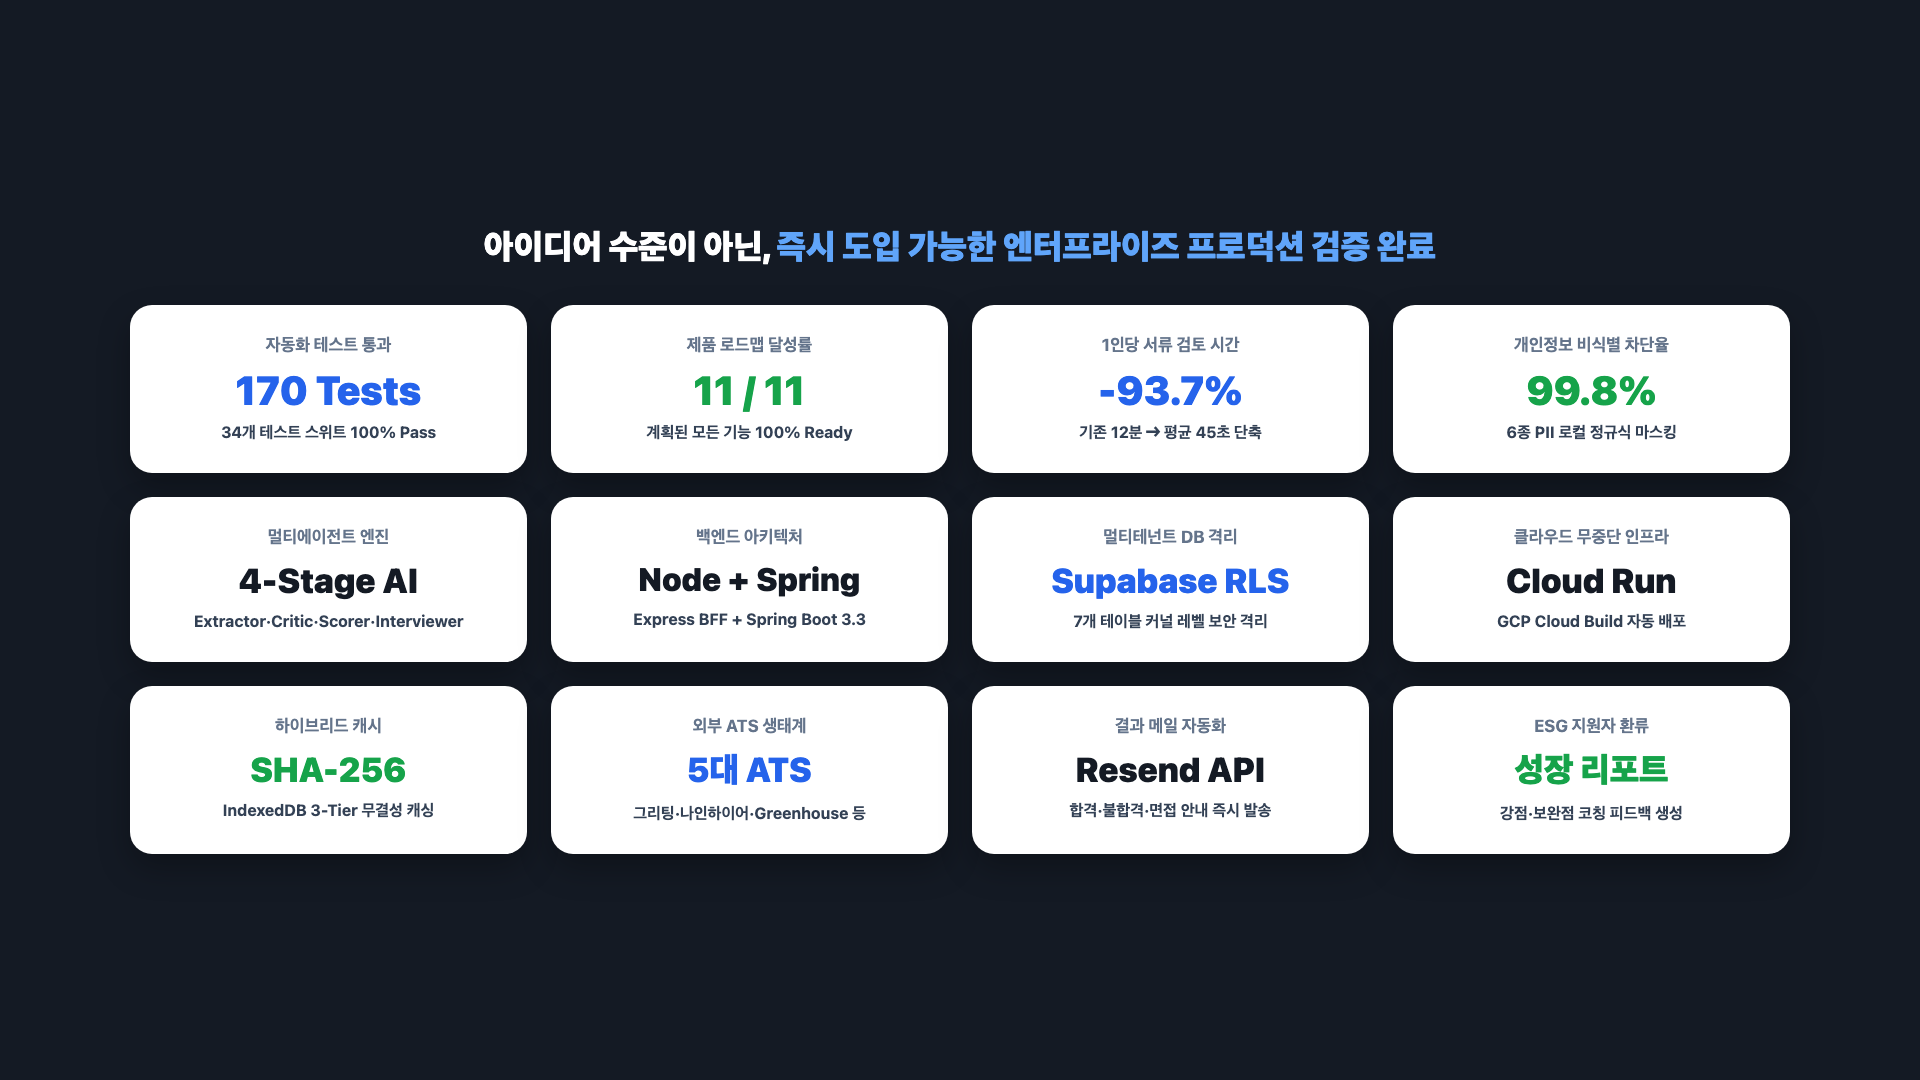 아이디어 수준이 아닌, 즉시 도입 가능한 엔터프라이즈 프로덕션 검증 완료
자동화 테스트 통과
170 Tests
34개 테스트 스위트 100% Pass
제품 로드맵 달성률
11 / 11
계획된 모든 기능 100% Ready
1인당 서류 검토 시간
-93.7%
기존 12분 → 평균 45초 단축
개인정보 비식별 차단율
99.8%
6종 PII 로컬 정규식 마스킹
멀티에이전트 엔진
4-Stage AI
Extractor·Critic·Scorer·Interviewer
백엔드 아키텍처
Node + Spring
Express BFF + Spring Boot 3.3
멀티테넌트 DB 격리
Supabase RLS
7개 테이블 커널 레벨 보안 격리
클라우드 무중단 인프라
Cloud Run
GCP Cloud Build 자동 배포
하이브리드 캐시
SHA-256
IndexedDB 3-Tier 무결성 캐싱
외부 ATS 생태계
5대 ATS
그리팅·나인하이어·Greenhouse 등
결과 메일 자동화
Resend API
합격·불합격·면접 안내 즉시 발송
ESG 지원자 환류
성장 리포트
강점·보완점 코칭 피드백 생성